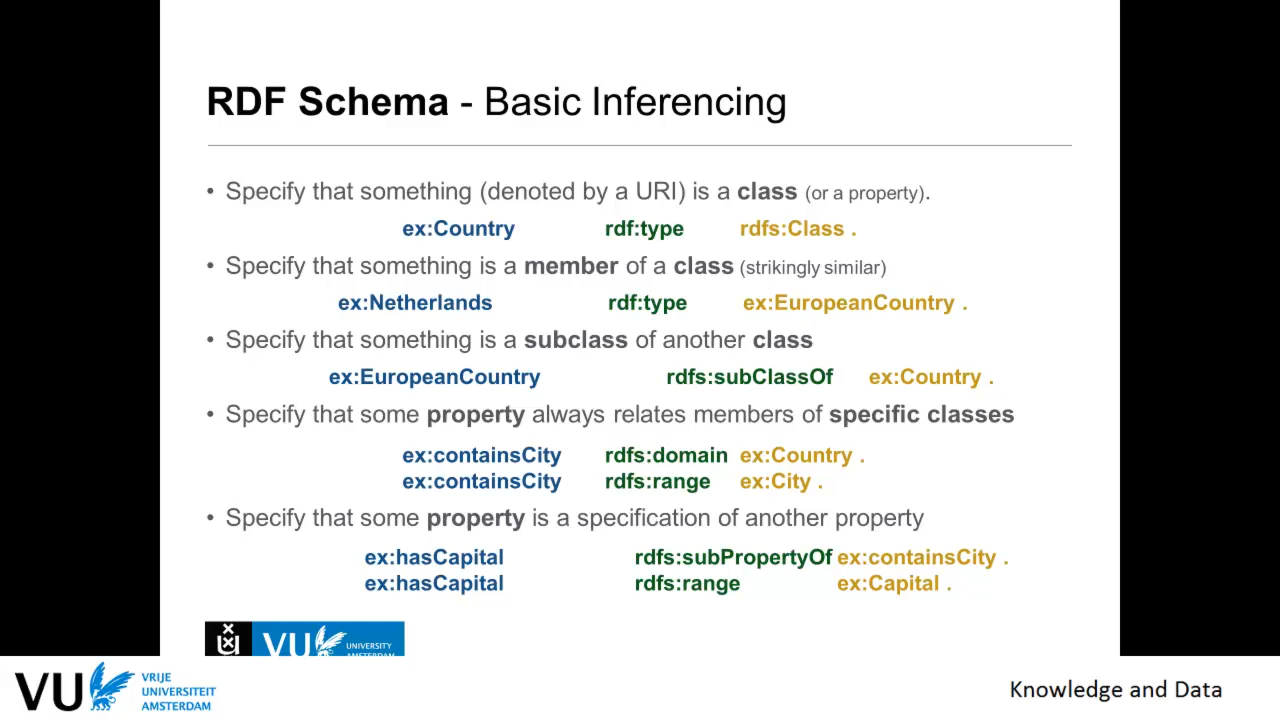 RDF Schema - Basic Inferencing
• Specify that something (denoted by a URI) is a class (or a property).
ex:Country rdf:type rdfs:Class .
• Specify that something is a member of a class (strikingly similar)
ex:Netherlands rdf:type ex:EuropeanCountry .
• Specify that something is a subclass of another class
ex:EuropeanCountry rdfs:subClassOf ex:Country .
• Specify that some property always relates members of specific classes
ex:containsCity rdfs:domain ex:Country .
ex:containsCity rdfs:range ex:City .
• Specify that some property is a specification of another property
ex:hasCapital rdfs:subPropertyOf ex:containsCity .
ex:hasCapital rdfs:range ex:Capital .
VU UNIVERSITY
AMSTERDAM
VU VRIJE
UNIVERSITEIT
AMSTERDAM
Knowledge and Data